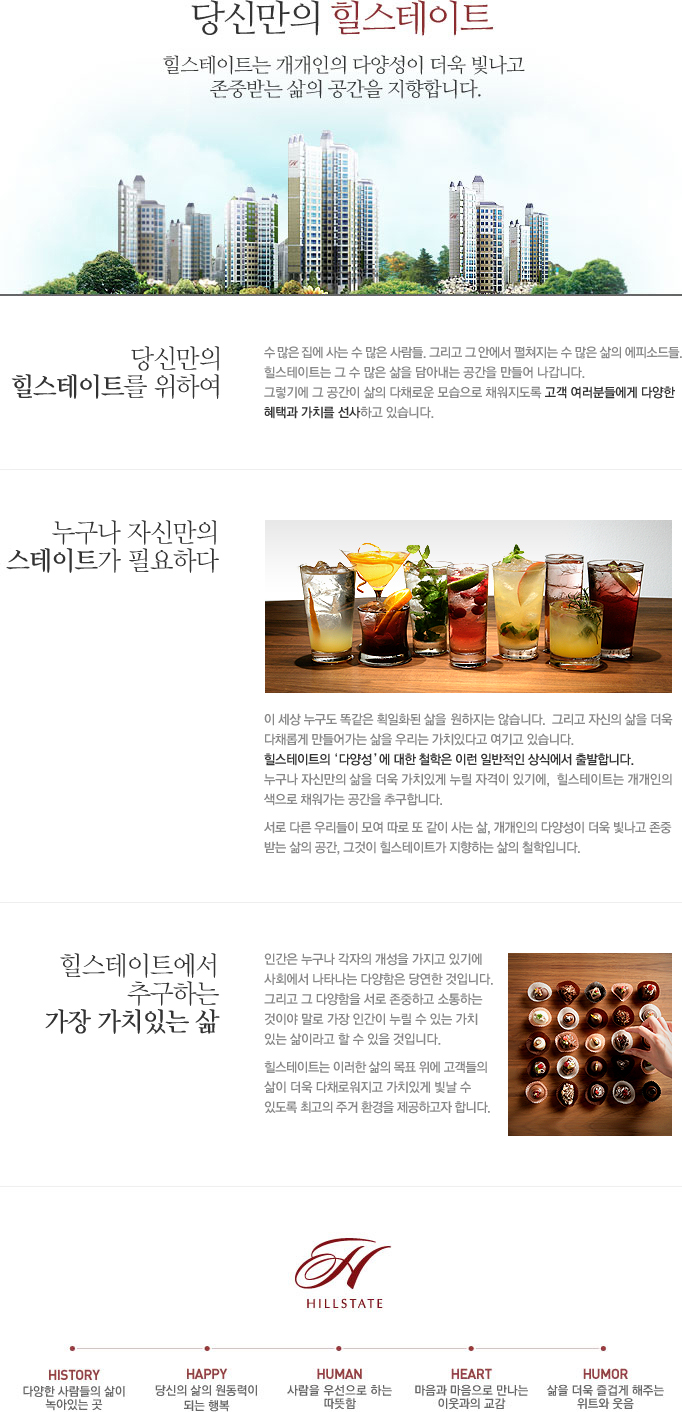 당신만의 힐스테이트
힐스테이트는 개개인의 다양성이 더욱 빛나고
존중받는 삶의 공간을 지향합니다.
당신만의
힐스테이트를 위하여
수 많은 집에 사는 수 많은 사람들. 그리고 그 안에서 펼쳐지는 수 많은 삶의 에피소드들.
힐스테이트는 그 수 많은 삶을 담아내는 공간을 만들어 나갑니다.
그렇기에 그 공간이 삶의 다채로운 모습으로 채워지도록 고객 여러분들에게 다양한
혜택과 가치를 선사하고 있습니다.
누구나 자신만의
스테이트가 필요하다
이 세상 누구도 똑같은 획일화된 삶을 원하지는 않습니다. 그리고 자신의 삶을 더욱
다채롭게 만들어가는 삶을 우리는 가치있다고 여기고 있습니다.
힐스테이트의 ‘다양성’에 대한 철학은 이런 일반적인 상식에서 출발합니다.
누구나 자신만의 삶을 더욱 가치있게 누릴 자격이 있기에, 힐스테이트는 개개인의
색으로 채워가는 공간을 추구합니다.
서로 다른 우리들이 모여 따로 또 같이 사는 삶, 개개인의 다양성이 더욱 빛나고 존중
받는 삶의 공간, 그것이 힐스테이트가 지향하는 삶의 철학입니다.
힐스테이트에서
추구하는
가장 가치있는 삶
인간은 누구나 각자의 개성을 가지고 있기에
사회에서 나타나는 다양함은 당연한 것입니다.
그리고 그 다양함을 서로 존중하고 소통하는
것이야 말로 가장 인간이 누릴 수 있는 가치
있는 삶이라고 할 수 있을 것입니다.
힐스테이트는 이러한 삶의 목표 위에 고객들의
삶이 더욱 다채로워지고 가치있게 빛날 수
있도록 최고의 주거 환경을 제공하고자 합니다.
H
HILLSTATE
HISTORY
다양한 사람들의 삶이
녹아있는 곳
HAPPY
당신의 삶의 원동력이
되는 행복
HUMAN
사람을 우선으로 하는
따뜻함
HEART
마음과 마음으로 만나는
이웃과의 교감
HUMOR
삶을 더욱 즐겁게 해주는
위트와 웃음